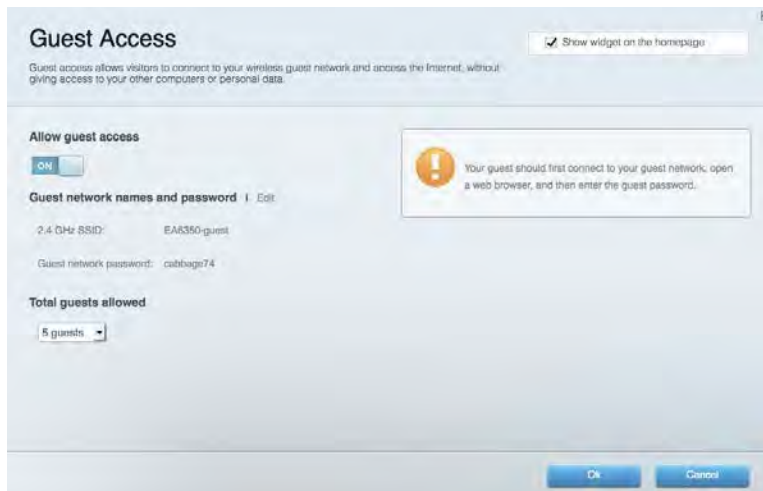 Guest Access
Show widget on the homepage
Guest access allows visitors to connect to your wireless guest network and access the Internet, without
giving access to your other computers or personal data.
Allow guest access
ON
Your guest should first connect to your guest network, open
a web browser, and then enter the guest password.
Guest network names and password | Edit
2.4 GHz SSID: EA6350-guest
Guest network password: cabbage74
Total guests allowed
5 guests
Ok
Cancel